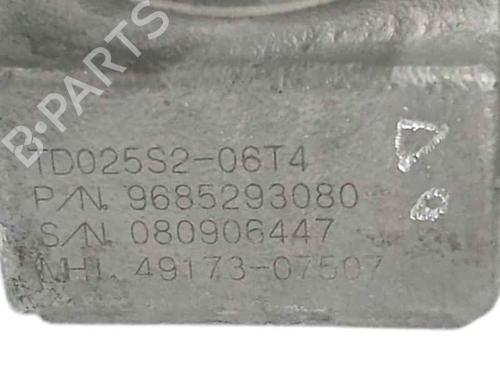 B-PARTS
TD025S2-06T4
P/N. 9685293080
S/N. 080906447
MHI. 49173-07507